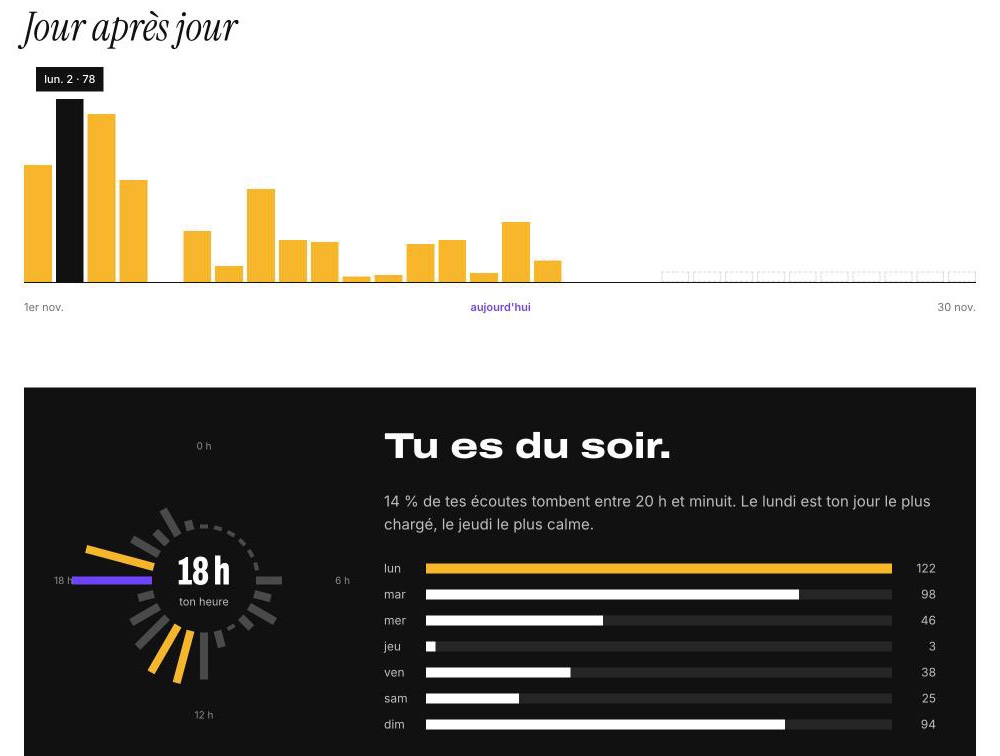 Jour après jour
lun. 2 · 78
1er nov.
aujourd'hui
30 nov.
0 h
18 h
6 h
12 h
18 h
ton heure
Tu es du soir.
14 % de tes écoutes tombent entre 20 h et minuit. Le lundi est ton jour le plus
chargé, le jeudi le plus calme.
lun 122
mar 98
mer 46
jeu 3
ven 38
sam 25
dim 94